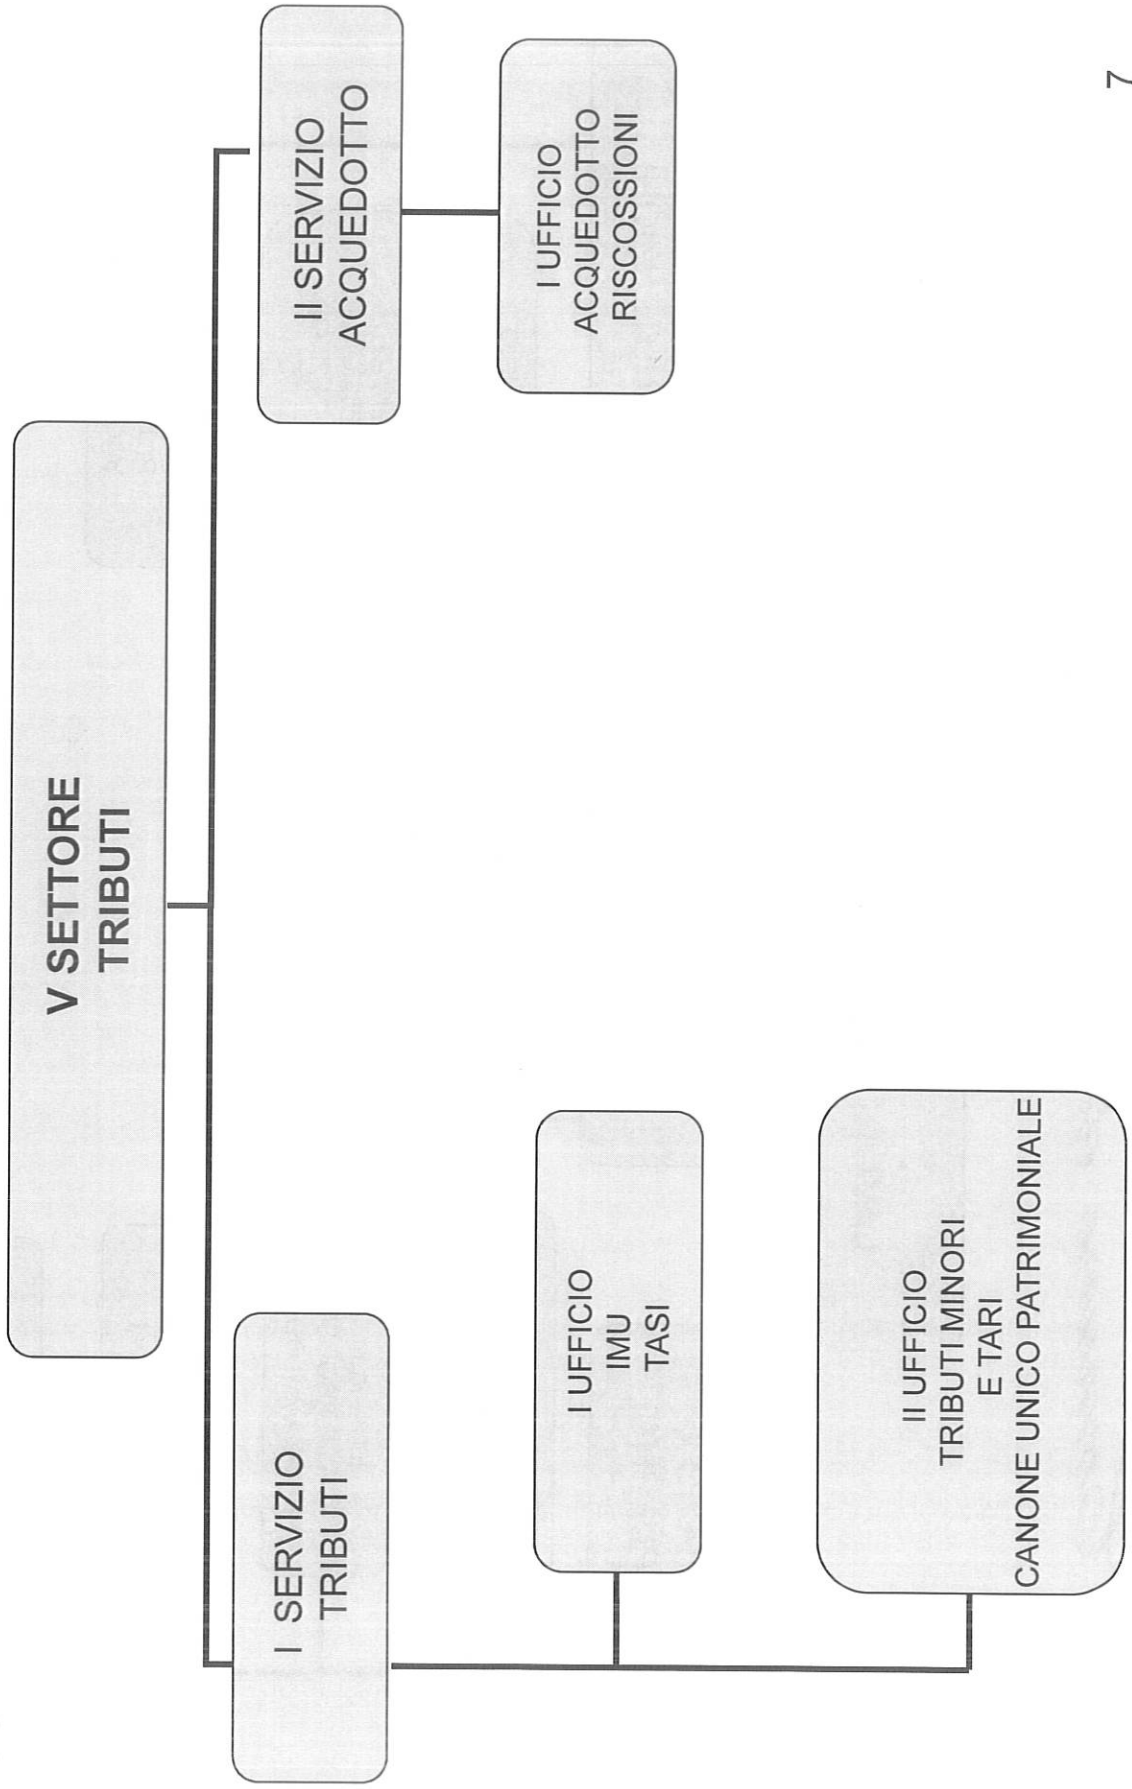 V SETTORE
TRIBUTI
I SERVIZIO
TRIBUTI
I UFFICIO
IMU
TASI
II UFFICIO
TRIBUTI MINORI
E TARI
CANONE UNICO PATRIMONIALE
II SERVIZIO
ACQUEDOTTO
I UFFICIO
ACQUEDOTTO
RISCOSSIONI
7